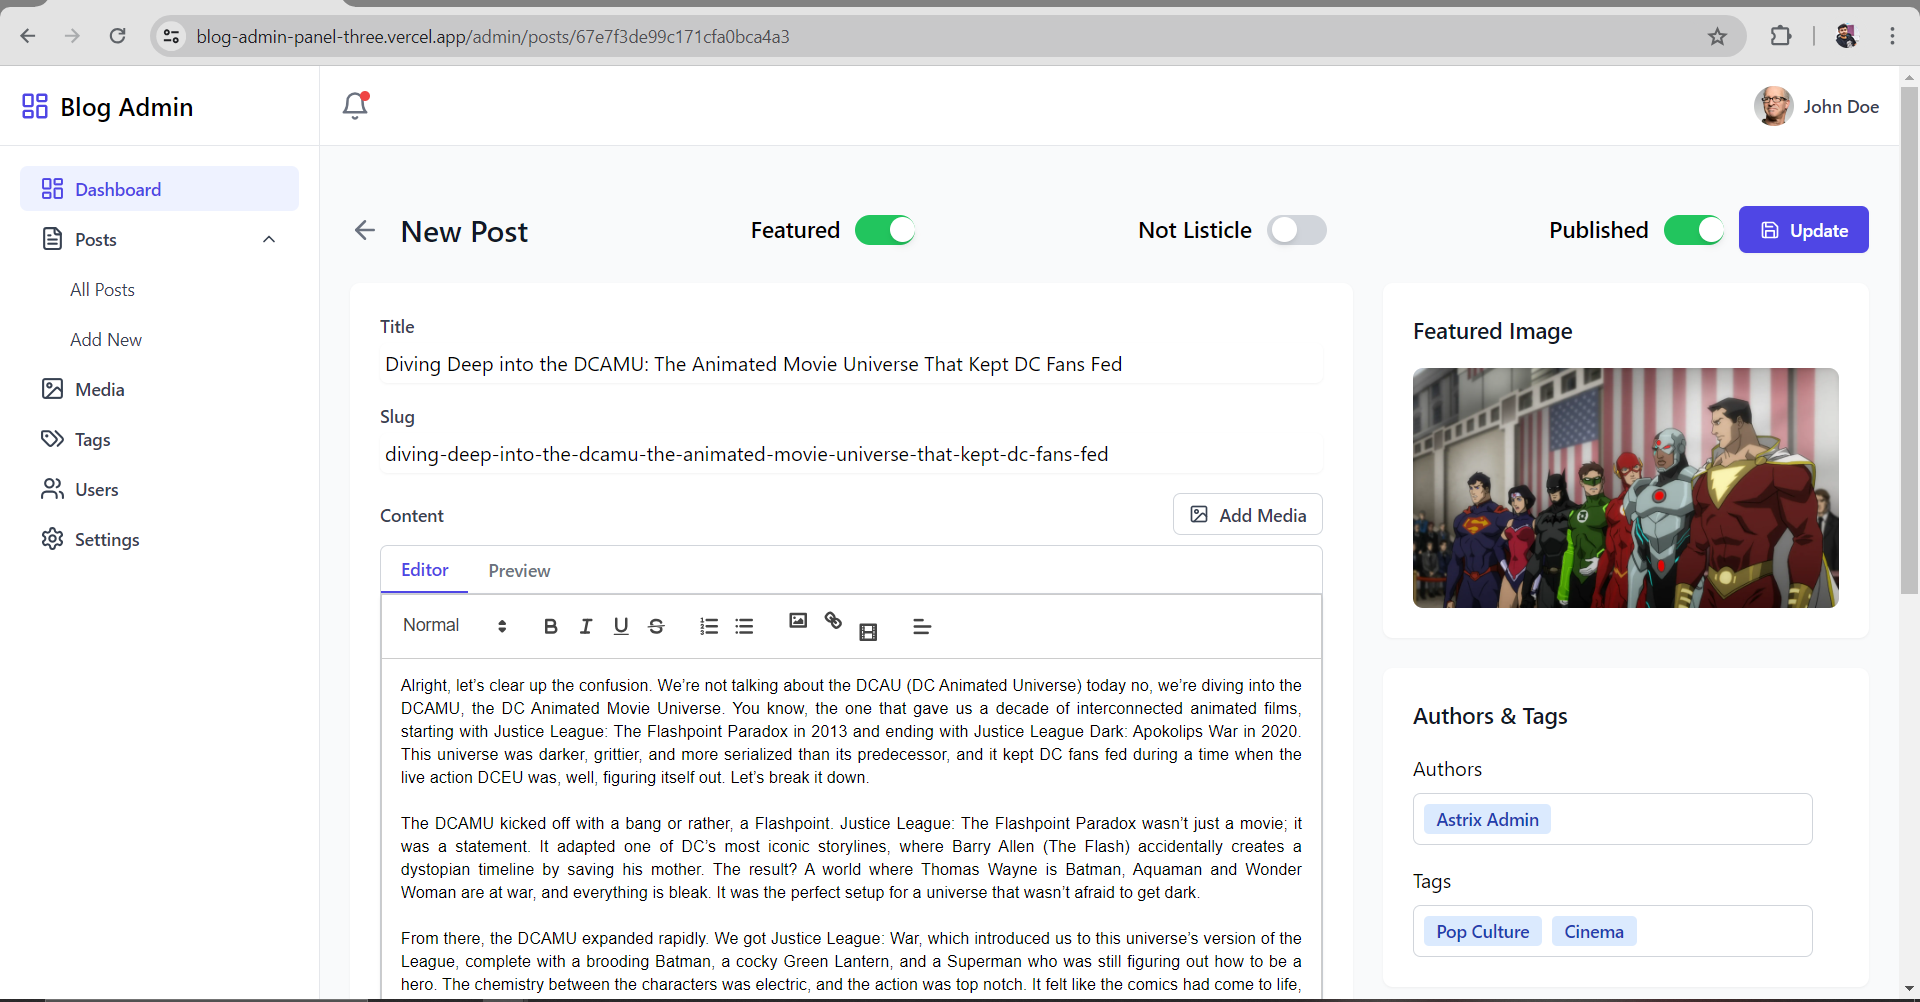 blog-admin-panel-three.vercel.app/admin/posts/67e7f3de99c171cfa0bca4a3
Blog Admin
John Doe
Dashboard
Posts
All Posts
Add New
Media
Tags
Users
Settings
New Post
Featured
Not Listicle
Published
Update
Title
Diving Deep into the DCAMU: The Animated Movie Universe That Kept DC Fans Fed
Slug
diving-deep-into-the-dcamu-the-animated-movie-universe-that-kept-dc-fans-fed
Content
Add Media
Editor
Preview
Normal
Alright, let’s clear up the confusion. We’re not talking about the DCAU (DC Animated Universe) today no, we’re diving into the
DCAMU, the DC Animated Movie Universe. You know, the one that gave us a decade of interconnected animated films,
starting with Justice League: The Flashpoint Paradox in 2013 and ending with Justice League Dark: Apokolips War in 2020.
This universe was darker, grittier, and more serialized than its predecessor, and it kept DC fans fed during a time when the
live action DCEU was, well, figuring itself out. Let’s break it down.
The DCAMU kicked off with a bang or rather, a Flashpoint. Justice League: The Flashpoint Paradox wasn’t just a movie; it
was a statement. It adapted one of DC’s most iconic storylines, where Barry Allen (The Flash) accidentally creates a
dystopian timeline by saving his mother. The result? A world where Thomas Wayne is Batman, Aquaman and Wonder
Woman are at war, and everything is bleak. It was the perfect setup for a universe that wasn’t afraid to get dark.
From there, the DCAMU expanded rapidly. We got Justice League: War, which introduced us to this universe’s version of the
League, complete with a brooding Batman, a cocky Green Lantern, and a Superman who was still figuring out how to be a
hero. The chemistry between the characters was electric, and the action was top notch. It felt like the comics had come to life,
Featured Image
Authors & Tags
Authors
Astrix Admin
Tags
Pop Culture
Cinema